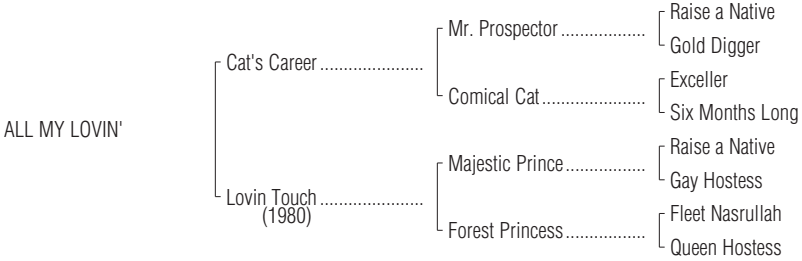 Raise a Native
Mr. Prospector ..................
Gold Digger
Cat's Career ......................
Exceller
Comical Cat ......................
Six Months Long
ALL MY LOVIN'
Raise a Native
Majestic Prince .................
Gay Hostess
Lovin Touch ......................
(1980)
Fleet Nasrullah
Forest Princess .................
Queen Hostess